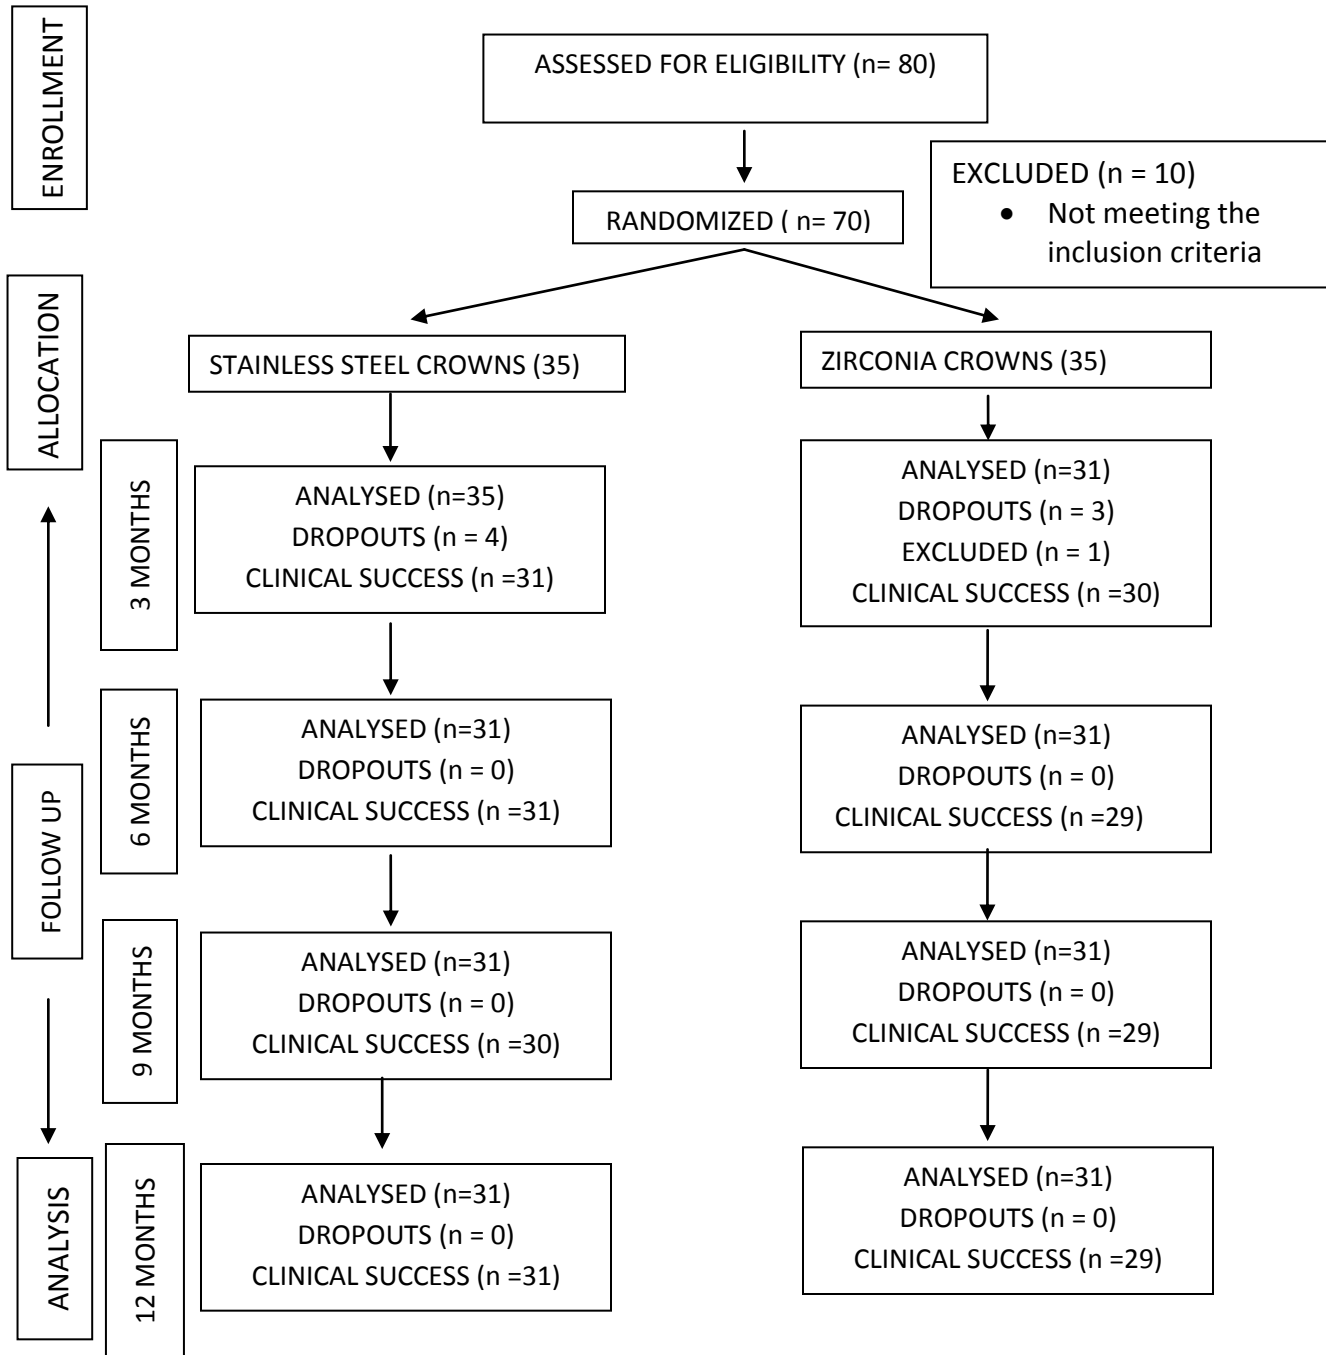 ENROLLMENT
ASSESSED FOR ELIGIBILITY (n= 80)
EXCLUDED (n = 10)
• Not meeting the
inclusion criteria
RANDOMIZED ( n= 70)
ALLOCATION
STAINLESS STEEL CROWNS (35)
ZIRCONIA CROWNS (35)
3 MONTHS
ANALYSED (n=35)
DROPOUTS (n = 4)
CLINICAL SUCCESS (n =31)
ANALYSED (n=31)
DROPOUTS (n = 3)
EXCLUDED (n = 1)
CLINICAL SUCCESS (n =30)
FOLLOW UP
6 MONTHS
ANALYSED (n=31)
DROPOUTS (n = 0)
CLINICAL SUCCESS (n =31)
ANALYSED (n=31)
DROPOUTS (n = 0)
CLINICAL SUCCESS (n =29)
9 MONTHS
ANALYSED (n=31)
DROPOUTS (n = 0)
CLINICAL SUCCESS (n =30)
ANALYSED (n=31)
DROPOUTS (n = 0)
CLINICAL SUCCESS (n =29)
ANALYSIS
12 MONTHS
ANALYSED (n=31)
DROPOUTS (n = 0)
CLINICAL SUCCESS (n =31)
ANALYSED (n=31)
DROPOUTS (n = 0)
CLINICAL SUCCESS (n =29)